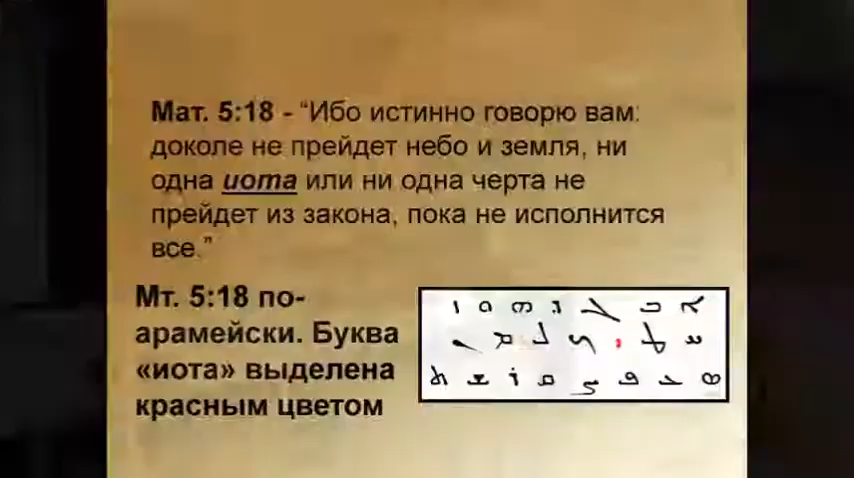 Мат. 5:18 - “Ибо истинно говорю вам:
доколе не прейдет небо и земля, ни
одна иота или ни одна черта не
прейдет из закона, пока не исполнится
все.”
Мт. 5:18 по-
арамейски. Буква
«иота» выделена
красным цветом
ܐ ܒ ܓ ܕ ܗ ܘ ܙ
ܚ ܛ ܝ ܟ ܠ ܡ ܢ
ܣ ܥ ܦ ܨ ܩ ܪ ܫ ܬ